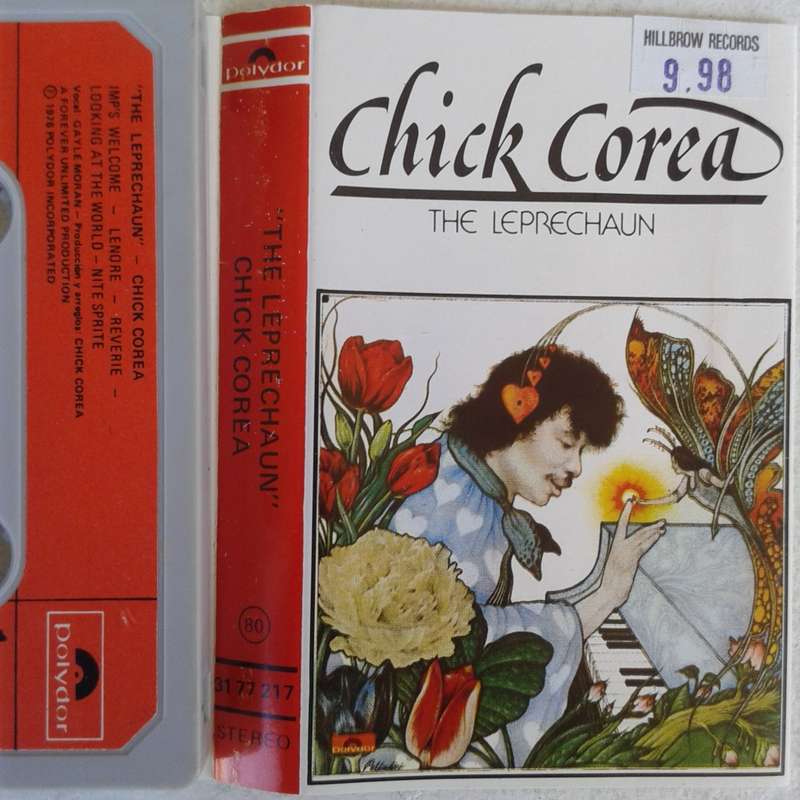 "THE LEPRECHAUN" – CHICK COREA
IMP'S WELCOME – LENORE – REVERIE –
LOOKING AT THE WORLD – NITE SPRITE
Vocal: GAYLE MORAN – Producción y arreglos: CHICK COREA
A FOREVER UNLIMITED PRODUCTION
Ⓟ 1976 POLYDOR INCORPORATED
polydor
polydor
"THE LEPRECHAUN"
CHICK COREA
80
31 77 217
STEREO
HILLBROW RECORDS
9.98
Chick Corea
THE LEPRECHAUN
polydor